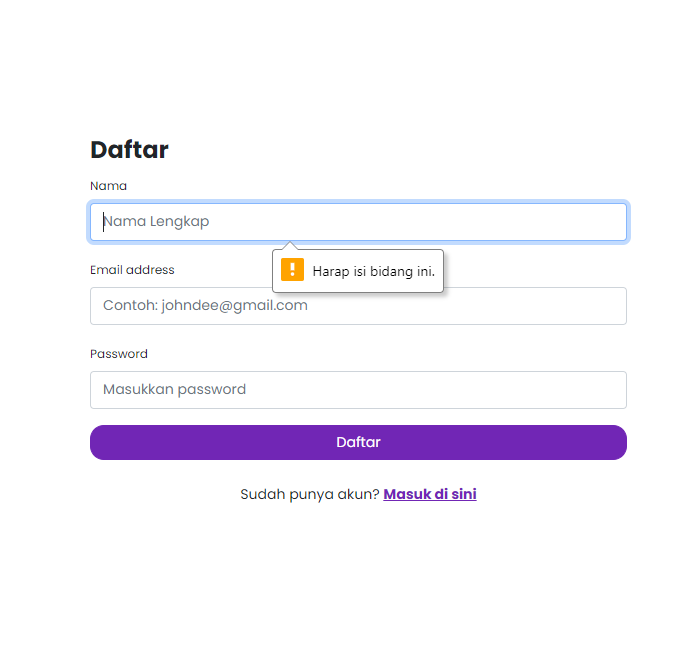 Daftar
Nama
Nama Lengkap
! Harap isi bidang ini.
Email address
Contoh: johndee@gmail.com
Password
Masukkan password
Daftar
Sudah punya akun? Masuk di sini